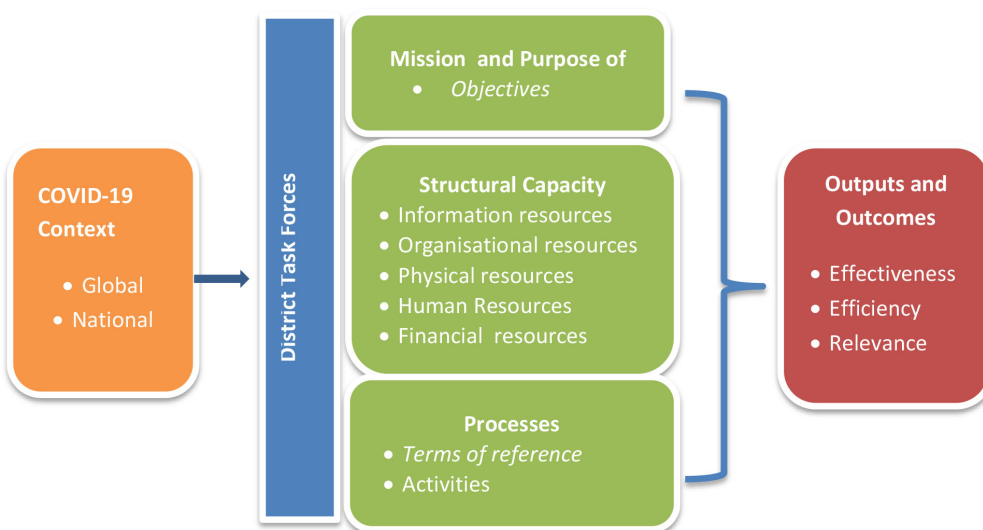 COVID-19
Context
• Global
• National
District Task Forces
Mission and Purpose of
• Objectives
Structural Capacity
• Information resources
• Organisational resources
• Physical resources
• Human Resources
• Financial resources
Processes
• Terms of reference
• Activities
Outputs and
Outcomes
• Effectiveness
• Efficiency
• Relevance